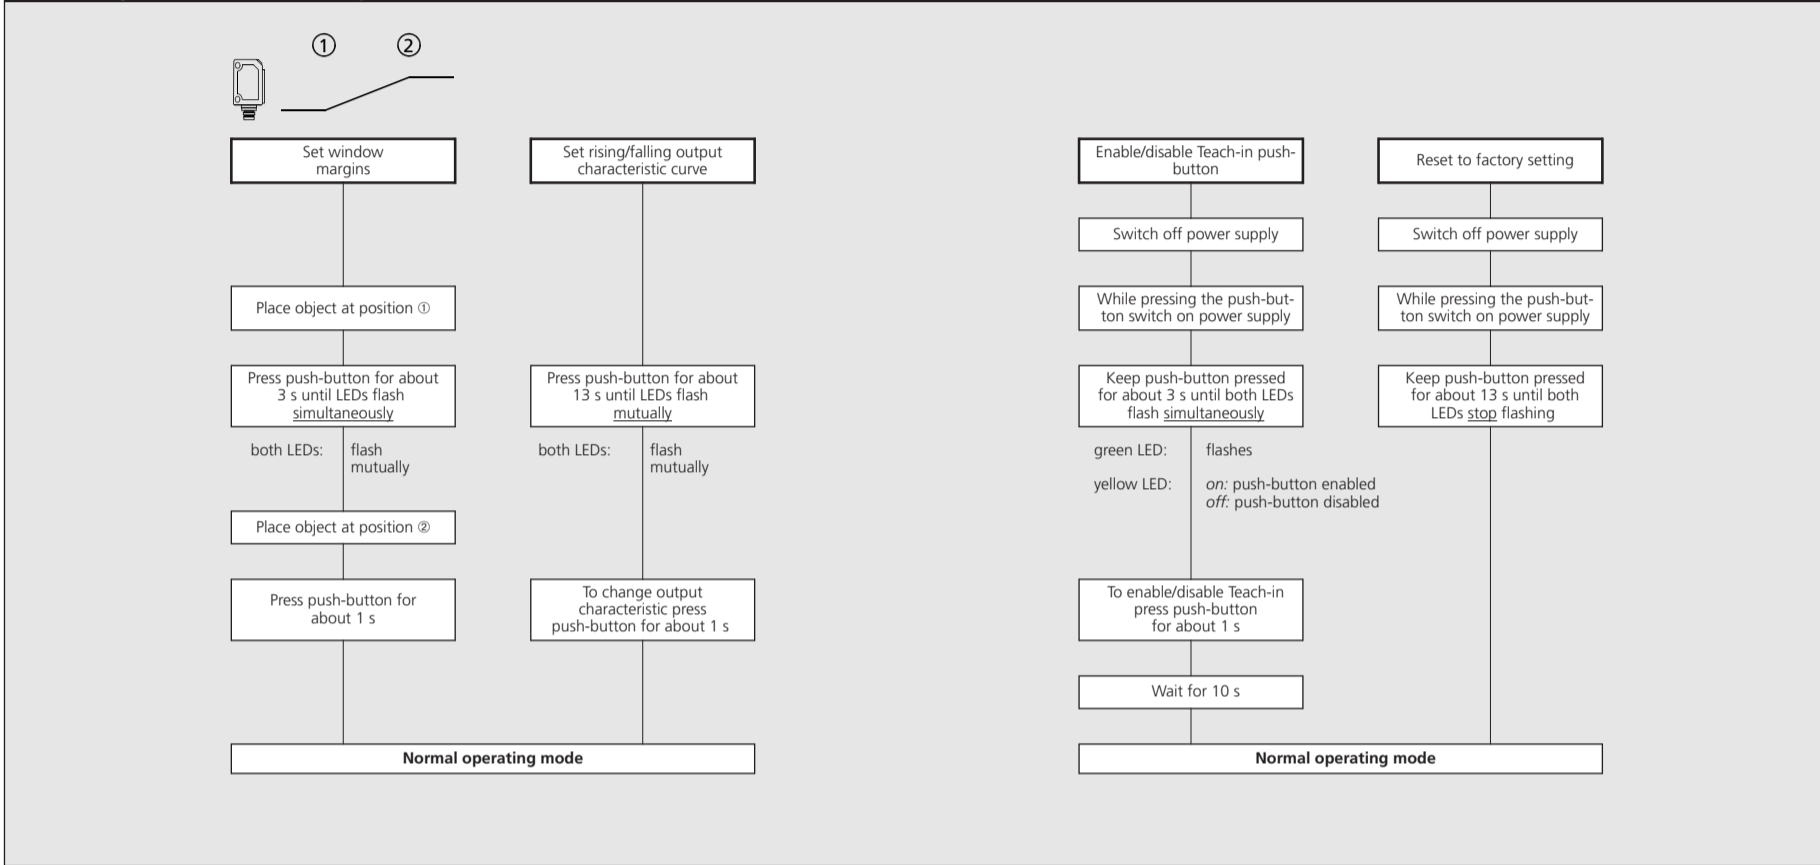 ① ②
Set window
margins
Place object at position ①
Press push-button for about
3 s until LEDs flash
simultaneously
both LEDs: flash
mutually
Place object at position ②
Press push-button for
about 1 s
Set rising/falling output
characteristic curve
Press push-button for about
13 s until LEDs flash
mutually
both LEDs: flash
mutually
To change output
characteristic press
push-button for about 1 s
Normal operating mode
Enable/disable Teach-in push-
button
Switch off power supply
While pressing the push-but-
ton switch on power supply
Keep push-button pressed
for about 3 s until both LEDs
flash simultaneously
green LED: flashes
yellow LED: on: push-button enabled
off: push-button disabled
To enable/disable Teach-in
press push-button
for about 1 s
Wait for 10 s
Reset to factory setting
Switch off power supply
While pressing the push-but-
ton switch on power supply
Keep push-button pressed
for about 13 s until both
LEDs stop flashing
Normal operating mode